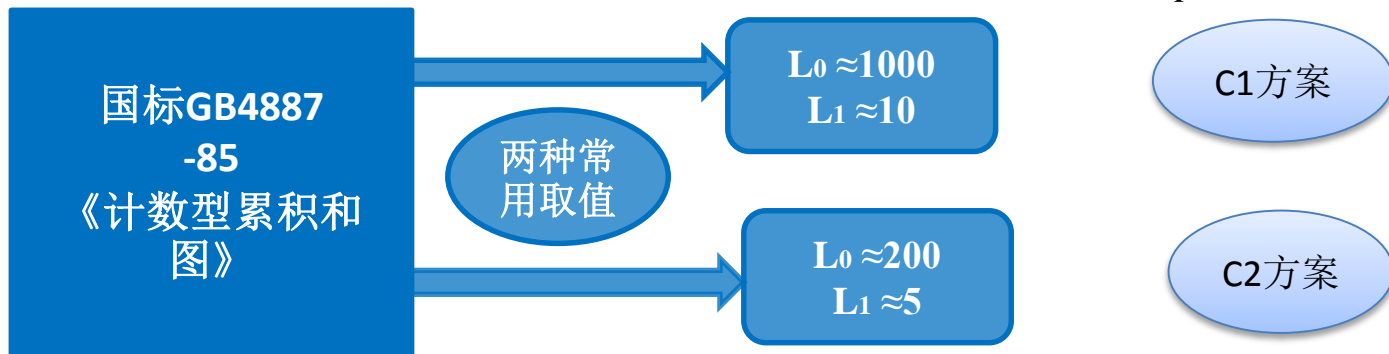 p
国标GB4887
-85
《计数型累积和
图》
两种常
用取值
L0 ≈1000
L1 ≈10
C1方案
L0 ≈200
L1 ≈5
C2方案